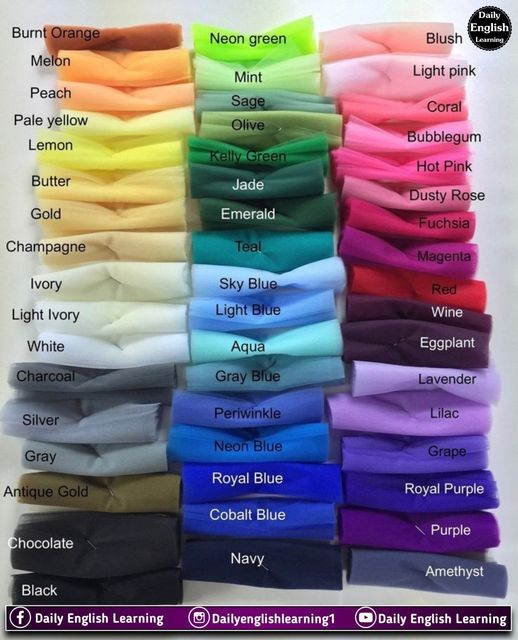 Daily
English
Learning
Burnt Orange
Melon
Peach
Pale yellow
Lemon
Butter
Gold
Champagne
Ivory
Light Ivory
White
Charcoal
Silver
Gray
Antique Gold
Chocolate
Black
Neon green
Mint
Sage
Olive
Kelly Green
Jade
Emerald
Teal
Sky Blue
Light Blue
Aqua
Gray Blue
Periwinkle
Neon Blue
Royal Blue
Cobalt Blue
Navy
Blush
Light pink
Coral
Bubblegum
Hot Pink
Dusty Rose
Fuchsia
Magenta
Red
Wine
Eggplant
Lavender
Lilac
Grape
Royal Purple
Purple
Amethyst
Daily English Learning
Dailyenglishlearning1
Daily English Learning